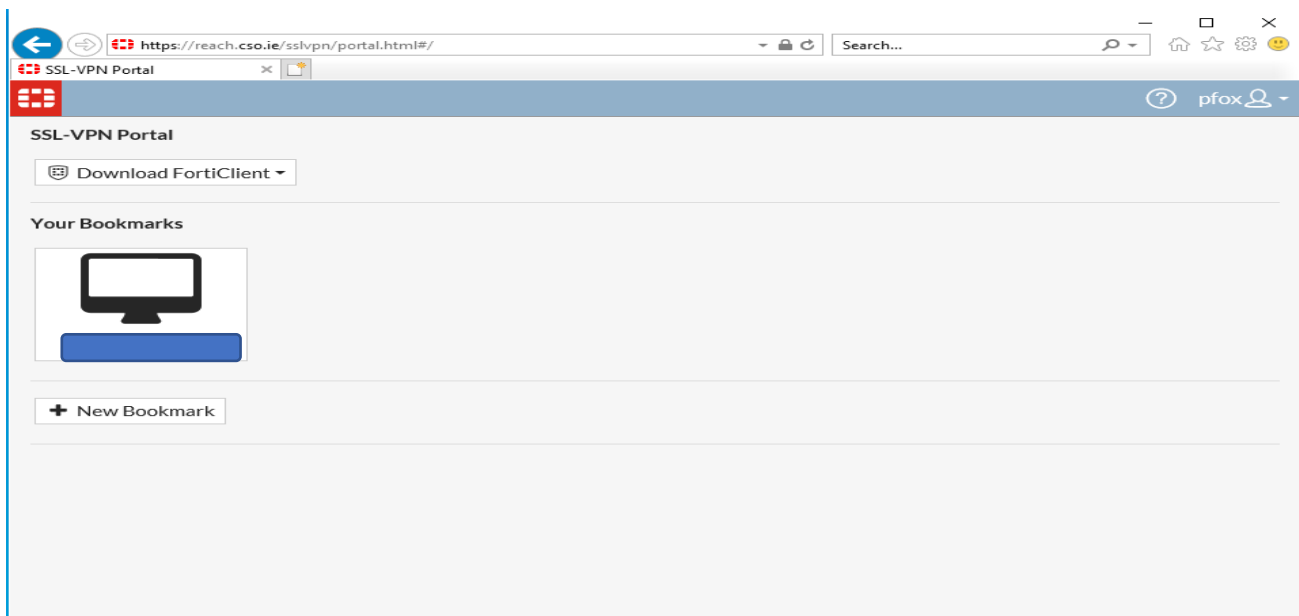 https://reach.cso.ie/sslvpn/portal.html#/
Search...
SSL-VPN Portal
pfox
SSL-VPN Portal
Download FortiClient
Your Bookmarks
New Bookmark